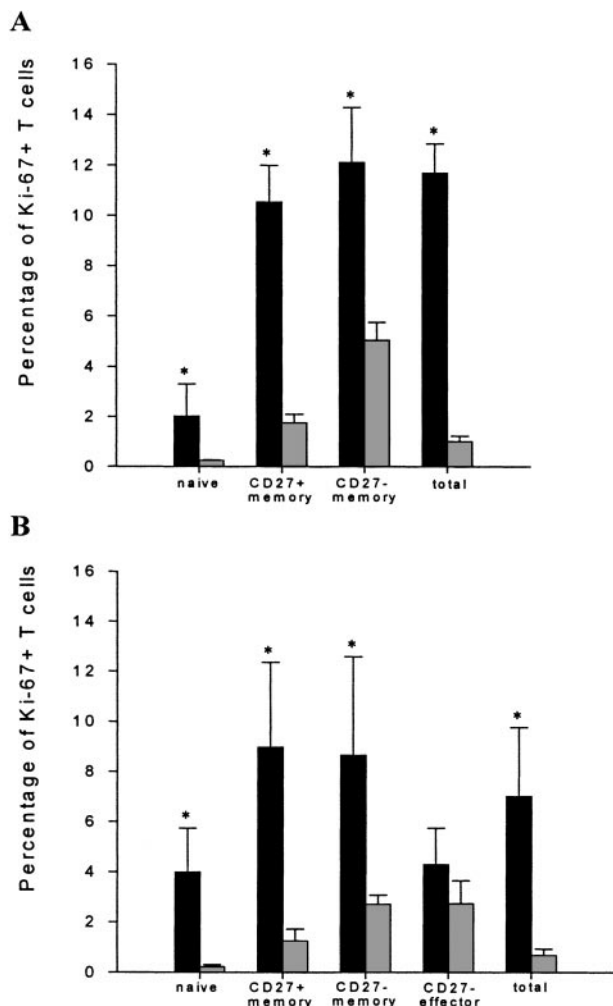 A
Percentage of Ki-67+ T cells
16
14
12
10
8
6
4
2
0
*
*
*
*
naive
CD27+
memory
CD27-
memory
total
B
Percentage of Ki-67+ T cells
16
14
12
10
8
6
4
2
0
*
*
*
*
naive
CD27+
memory
CD27-
memory
CD27-
effector
total